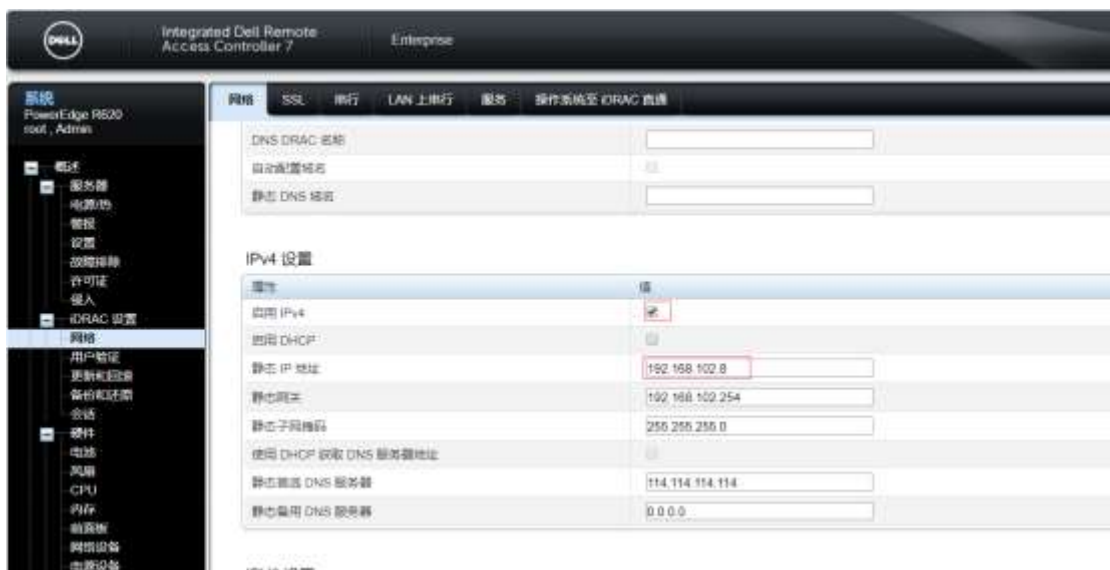 DELL
Integrated Dell Remote
Access Controller 7
Enterprise
系统
PowerEdge R620
root , Admin
概述
服务器
电源/热
警报
设置
故障排除
许可证
侵入
iDRAC 设置
网络
用户验证
更新和回滚
备份和还原
会话
硬件
电池
风扇
CPU
内存
前面板
网络设备
电源设备
网络
SSL
串行
LAN 上串行
服务
操作系统至 iDRAC 直通
DNS DRAC 名称
自动配置域名
静态 DNS 域名
IPv4 设置
属性
值
启用 IPv4
启用 DHCP
静态 IP 地址
192.168.102.8
静态网关
192.168.102.254
静态子网掩码
255.255.255.0
使用 DHCP 获取 DNS 服务器地址
静态首选 DNS 服务器
114.114.114.114
静态备用 DNS 服务器
0.0.0.0